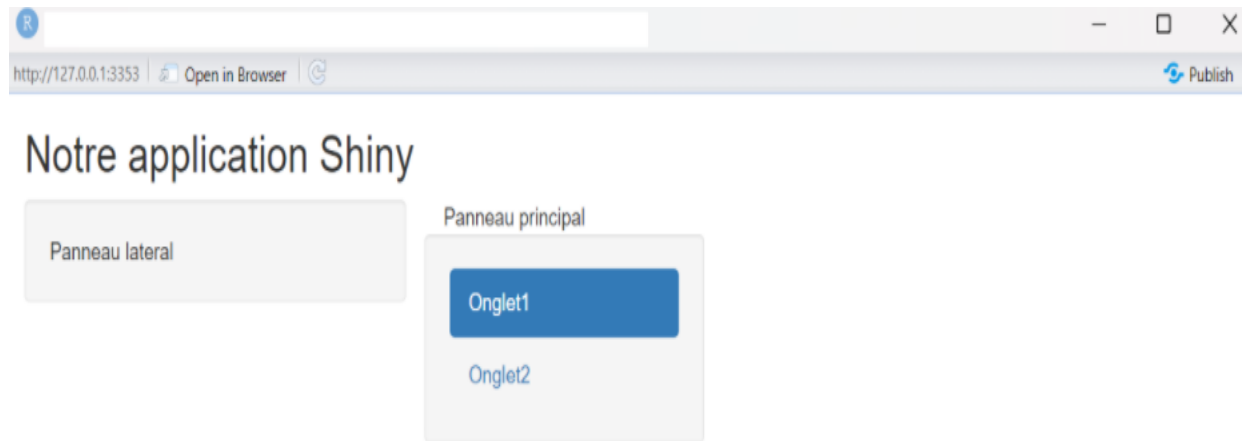 R
http://127.0.0.1:3353 Open in Browser Publish
Notre application Shiny
Panneau lateral
Panneau principal
Onglet1
Onglet2